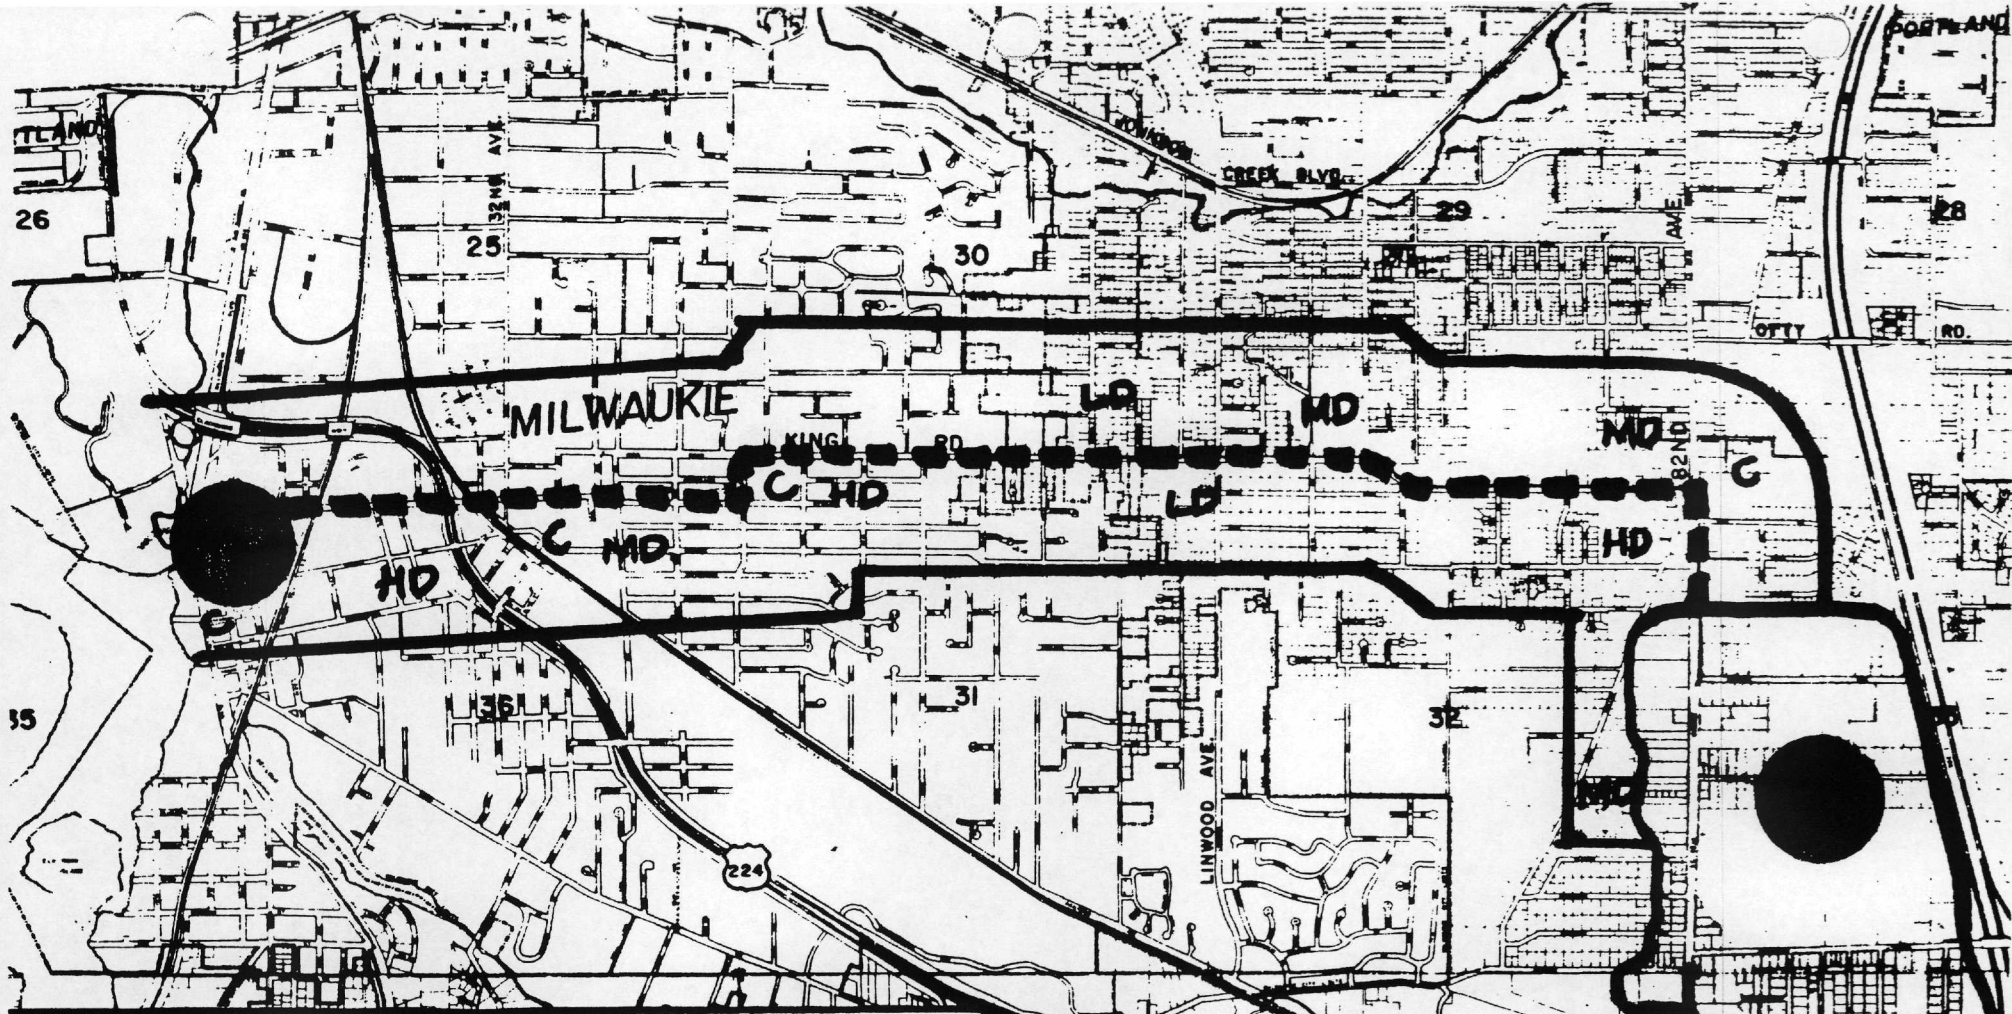 PORTLAND
TLAND
JOHNSON
CREEK BLVD.
32ND AVE.
26
25
30
29
28
AVE
OTTY RD.
MILWAUKIE
LD
MD
MD
82ND
KING RD.
C
C
HD
LD
C
MD
HD
HD
C
31
36
35
32
LINWOOD AVE.
MD
224